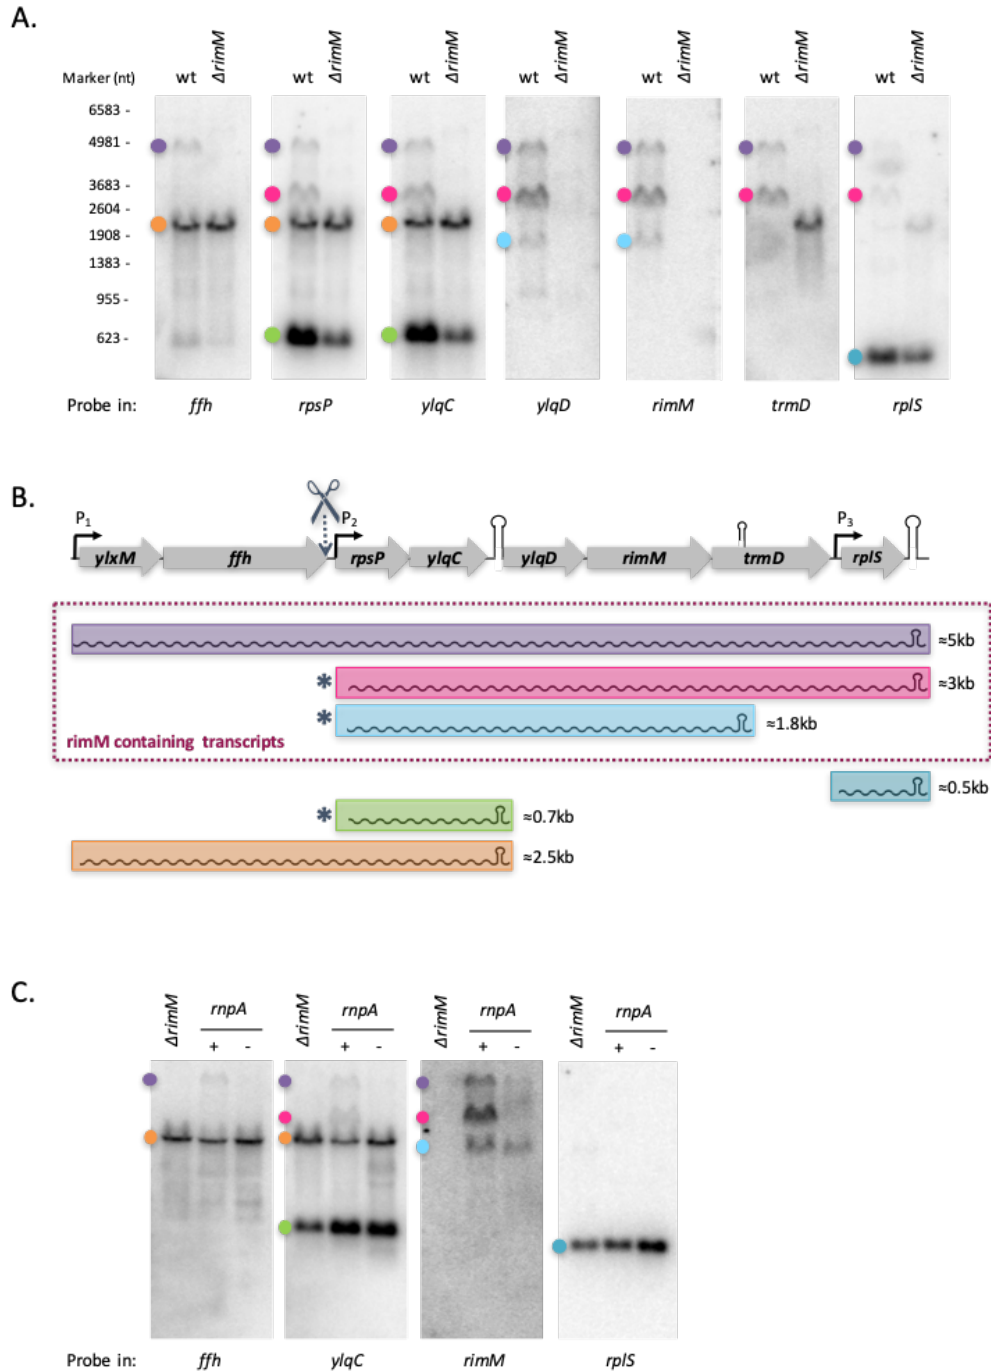 A.
Marker (nt) wt ΔrimM wt ΔrimM wt ΔrimM wt ΔrimM wt ΔrimM wt ΔrimM wt ΔrimM
6583 -
4981 -
3683 -
2604 -
1908 -
1383 -
955 -
623 -
Probe in: ffh rpsP ylqC ylqD rimM trmD rplS
B.
P1 P2 P3
ylxM ffh rpsP ylqC ylqD rimM trmD rplS
≈5kb
* ≈3kb
* ≈1.8kb
rimM containing transcripts
≈0.5kb
* ≈0.7kb
≈2.5kb
C.
ΔrimM rnpA ΔrimM rnpA ΔrimM rnpA ΔrimM rnpA
+ - + - + - + -
Probe in: ffh ylqC rimM rplS